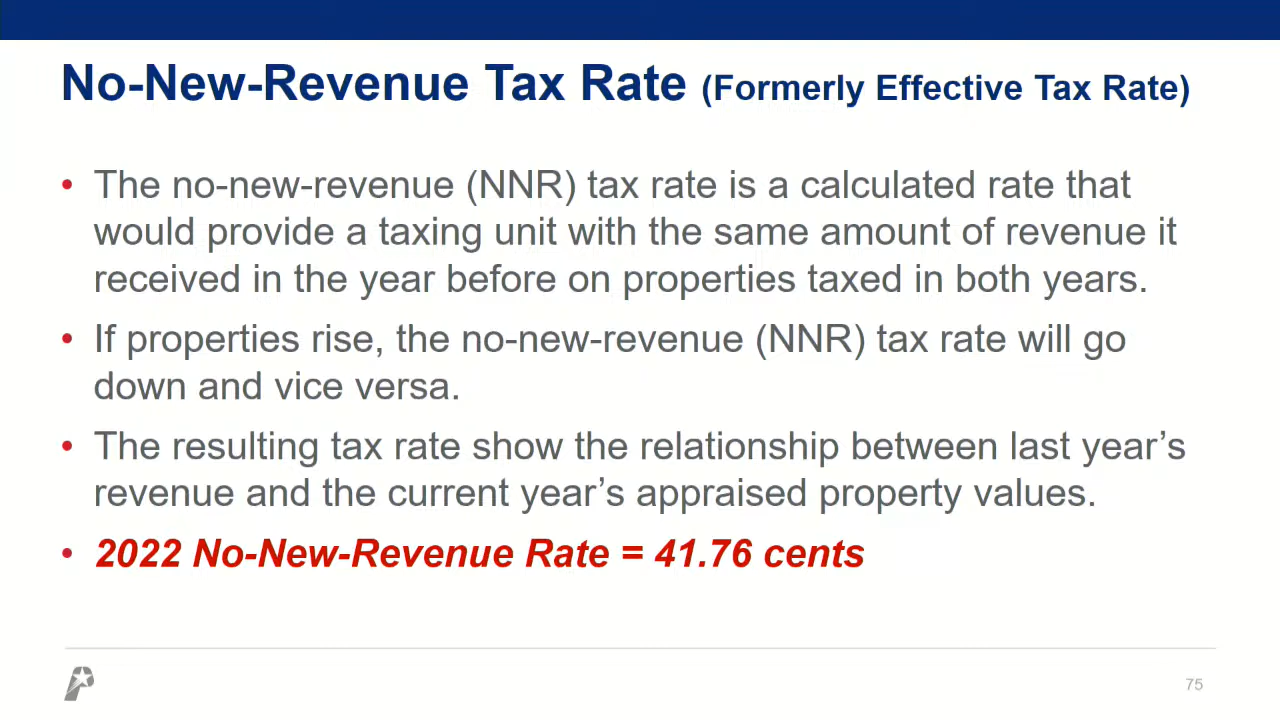 No-New-Revenue Tax Rate (Formerly Effective Tax Rate)
• The no-new-revenue (NNR) tax rate is a calculated rate that
would provide a taxing unit with the same amount of revenue it
received in the year before on properties taxed in both years.
• If properties rise, the no-new-revenue (NNR) tax rate will go
down and vice versa.
• The resulting tax rate show the relationship between last year’s
revenue and the current year’s appraised property values.
• 2022 No-New-Revenue Rate = 41.76 cents
75